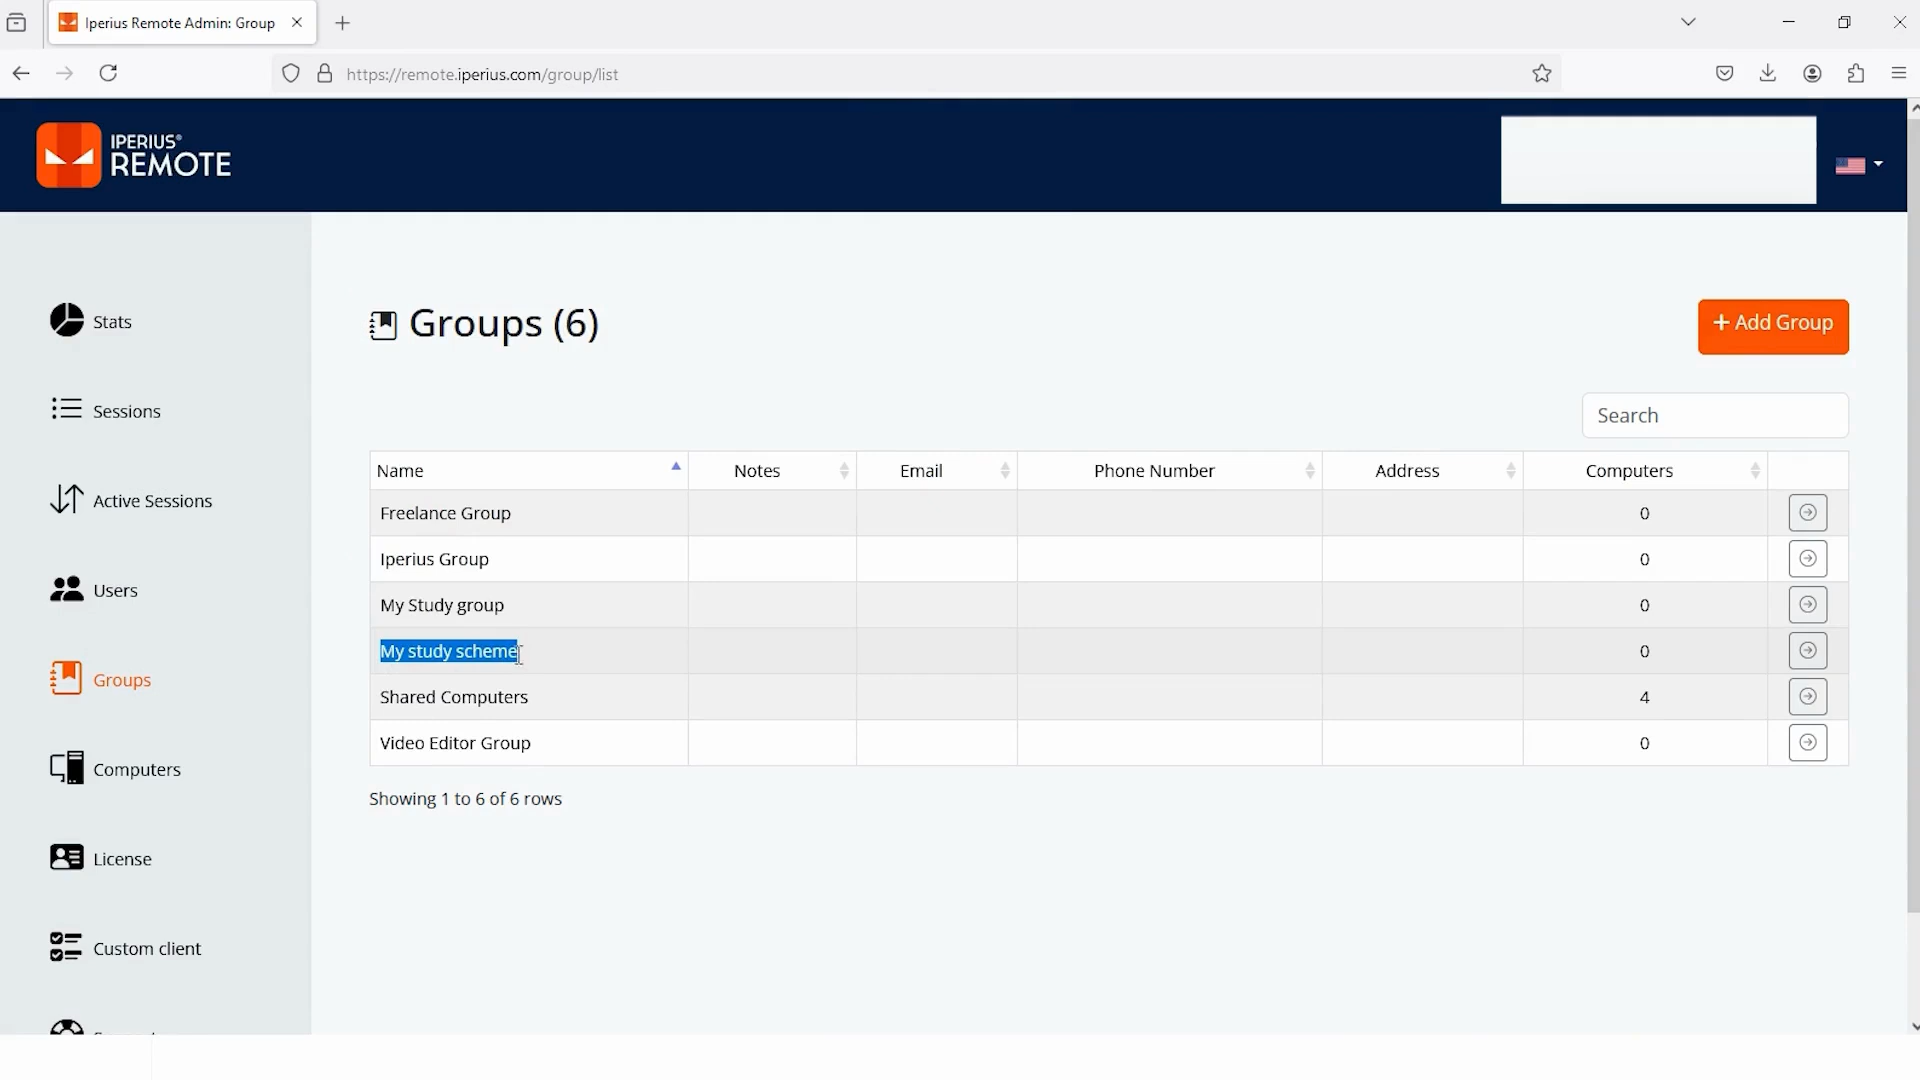 Iperius Remote Admin: Group
https://remote.iperius.com/group/list
IPERIUS®
REMOTE
Stats
Sessions
Active Sessions
Users
Groups
Computers
License
Custom client
Groups (6)
+ Add Group
Search
Name Notes Email Phone Number Address Computers
Freelance Group 0
Iperius Group 0
My Study group 0
My study scheme 0
Shared Computers 4
Video Editor Group 0
Showing 1 to 6 of 6 rows